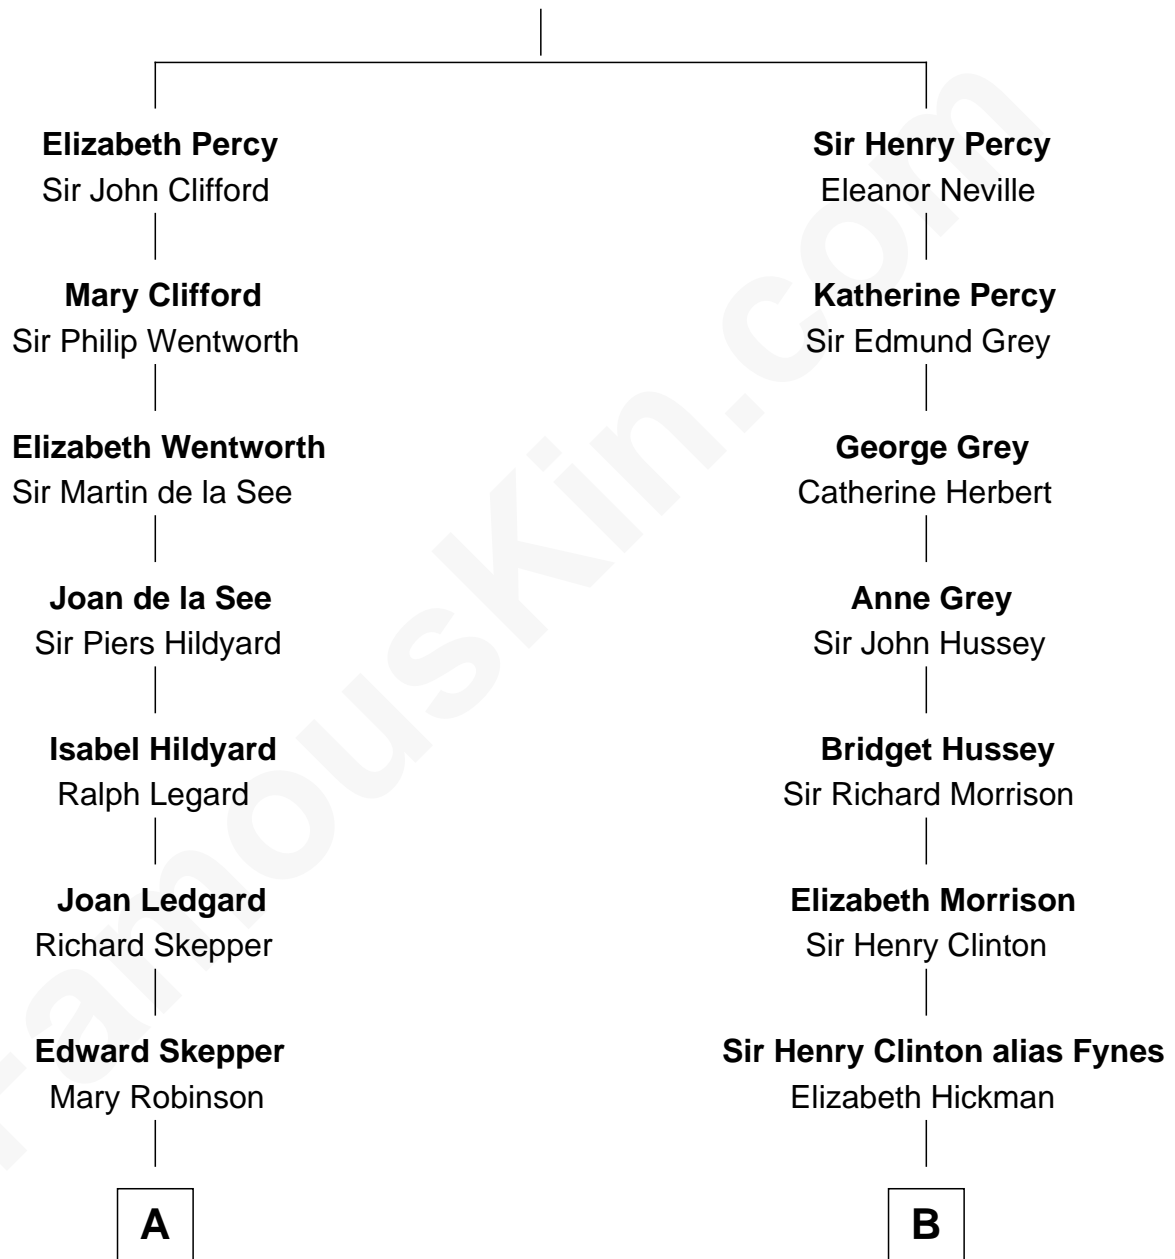 Elizabeth Percy
Sir John Clifford
Mary Clifford
Sir Philip Wentworth
Elizabeth Wentworth
Sir Martin de la See
Joan de la See
Sir Piers Hildyard
Isabel Hildyard
Ralph Legard
Joan Ledgard
Richard Skepper
Edward Skepper
Mary Robinson
A
Sir Henry Percy
Eleanor Neville
Katherine Percy
Sir Edmund Grey
George Grey
Catherine Herbert
Anne Grey
Sir John Hussey
Bridget Hussey
Sir Richard Morrison
Elizabeth Morrison
Sir Henry Clinton
Sir Henry Clinton alias Fynes
Elizabeth Hickman
B
FamousKin.com